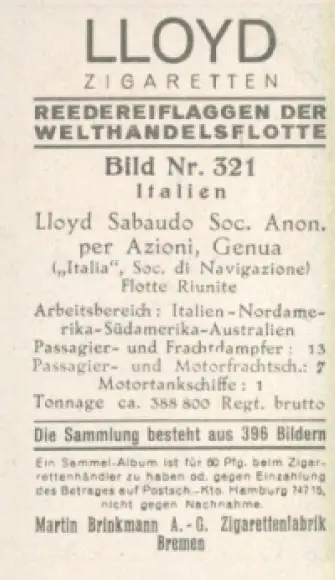 LLOYD
ZIGARETTEN
REEDEREIFLAGGEN DER
WELTHANDELSFLOTTE
Bild Nr. 321
Italien
Lloyd Sabaudo Soc. Anon.
per Azioni, Genua
(„Italia“, Soc. di Navigazione)
Flotte Riunite
Arbeitsbereich: Italien-Nordame-
rika-Südamerika-Australien
Passagier- und Frachtdampfer: 13
Passagier- und Motorfrachtsch.: 7
Motortankschiffe: 1
Tonnage ca. 388 800 Regt. brutto
Die Sammlung besteht aus 396 Bildern
Ein Sammel-Album ist für 60 Pfg. beim Zigar-
rettenhändler zu haben od. gegen Einzahlung
des Betrages auf Postsch.-Kto. Hamburg 747 15,
nicht gegen Nachnahme.
Martin Brinkmann A.-G. Zigarettenfabrik
Bremen